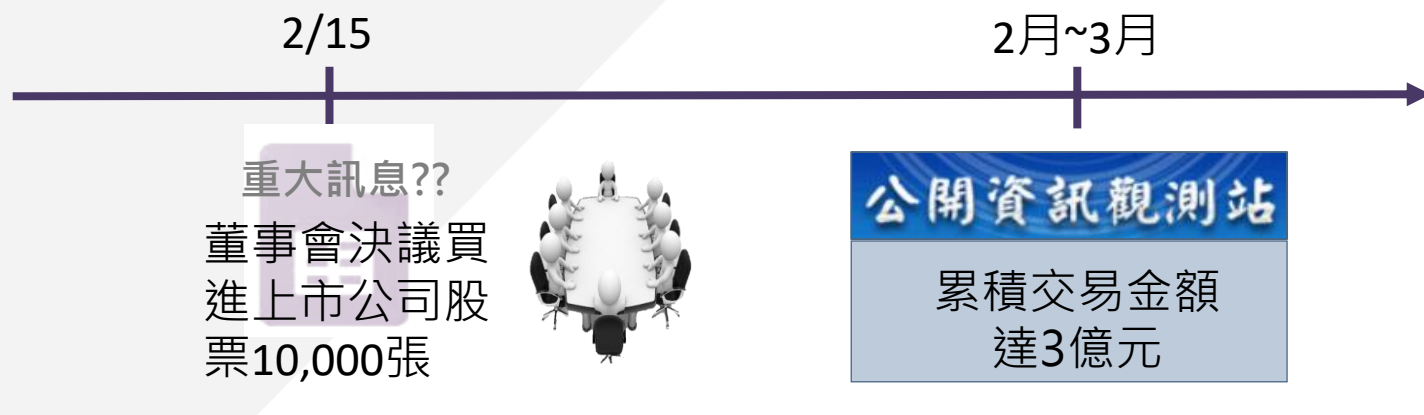 2/15
2月~3月
重大訊息??
董事會決議買
進上市公司股
票10,000張
公開資訊觀測站
累積交易金額
達3億元